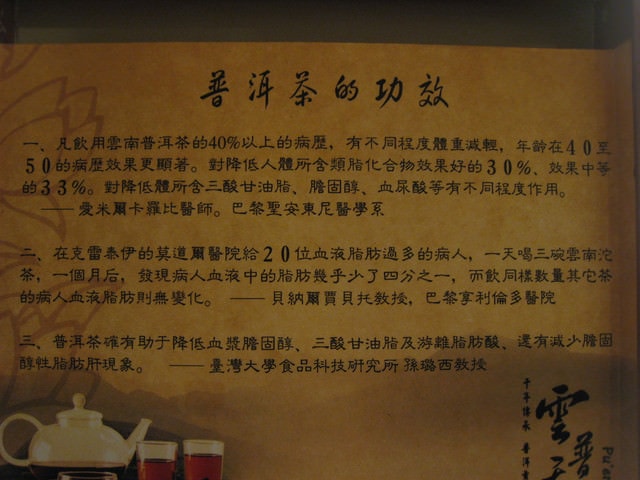 普洱茶的功效
一、凡飲用雲南普洱茶的40%以上的病歷，有不同程度體重減輕，年齡在40至
50的病歷效果更顯著。對降低人體所含類脂化合物效果好的30%、效果中等
的33%。對降低體所含三酸甘油脂、膽固醇、血尿酸等有不同程度作用。
——愛米爾卡羅比醫師。巴黎聖安東尼醫學系
二、在克雷泰伊的莫道爾醫院給20位血液脂肪過多的病人，一天喝三碗雲南沱
茶，一個月后，發現病人血液中的脂肪幾乎少了四分之一，而飲同樣數量其它茶
的病人血液脂肪則無變化。 ——貝納爾賈貝托教授，巴黎亨利倫多醫院
三、普洱茶確有助于降低血漿膽固醇、三酸甘油脂及游離脂肪酸、還有減少膽固
醇性脂肪肝現象。 ——臺灣大學食品科技研究所 孫璐西教授
千年傳承 普洱
雲
普
Pu'er